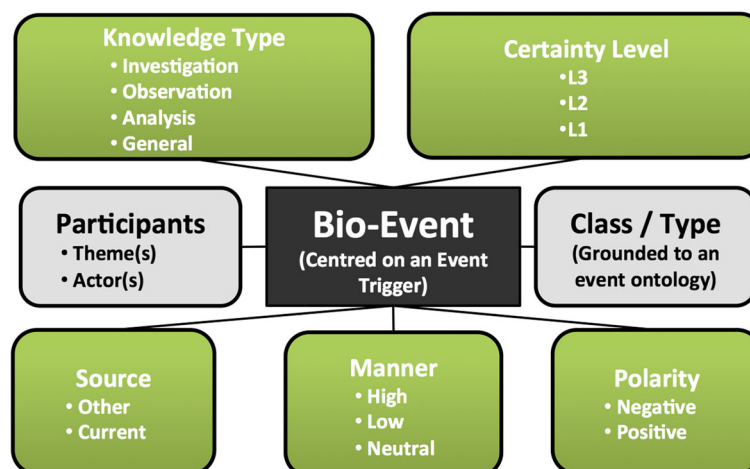 Knowledge Type
• Investigation
• Observation
• Analysis
• General
Certainty Level
•L3
•L2
•L1
Participants
• Theme(s)
• Actor(s)
Bio-Event
(Centred on an Event
Trigger)
Class / Type
(Grounded to an
event ontology)
Source
• Other
• Current
Manner
• High
• Low
• Neutral
Polarity
• Negative
• Positive